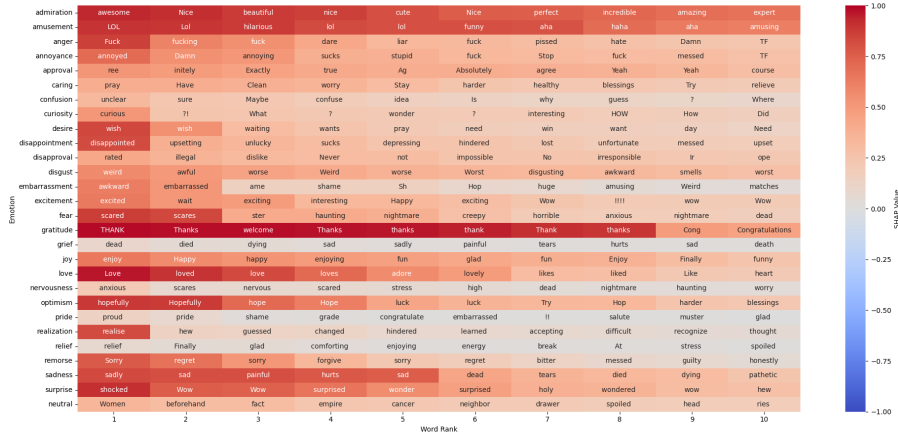 admiration awesome Nice beautiful nice cute Nice perfect incredible amazing expert
amusement LOL Lol hilarious lol lol funny aha haha aha amusing
anger Fuck fucking fuck dare liar fuck pissed hate Damn TF
annoyance annoyed Damn annoying sucks stupid fuck Stop fuck messed TF
approval ree initely Exactly true Ag Absolutely agree Yeah Yeah course
caring pray Have Clean worry Stay harder healthy blessings Try relieve
confusion unclear sure Maybe confuse idea Is why guess ? Where
curiosity curious ?! What ? wonder ? interesting HOW How Did
desire wish wish waiting wants pray need win want day Need
disappointment disappointed upsetting unlucky sucks depressing hindered lost unfortunate messed upset
disapproval rated illegal dislike Never not impossible No irresponsible Ir ope
disgust weird awful worse Weird worse Worst disgusting awkward smells worst
embarrassment awkward embarrassed ame shame Sh Hop huge amusing Weird matches
excitement excited wait exciting interesting Happy exciting Wow !!!! wow Wow
fear scared scares ster haunting nightmare creepy horrible anxious nightmare dead
gratitude THANK Thanks welcome Thanks thanks thank Thank thanks Cong Congratulations
grief dead died dying sad sadly painful tears hurts sad death
joy enjoy Happy happy enjoying fun glad fun Enjoy Finally funny
love Love loved love loves adore lovely likes liked Like heart
nervousness anxious scares nervous scared stress high dead nightmare haunting worry
optimism hopefully Hopefully hope Hope luck luck Try Hop harder blessings
pride proud pride shame grade congratulate embarrassed !! salute muster glad
realization realise hew guessed changed hindered learned accepting difficult recognize thought
relief relief Finally glad comforting enjoying energy break At stress spoiled
remorse Sorry regret sorry forgive sorry regret bitter messed guilty honestly
sadness sadly sad painful hurts sad dead tears died dying pathetic
surprise shocked Wow Wow surprised wonder surprised holy wondered wow hew
neutral Women beforehand fact empire cancer neighbor drawer spoiled head ries
1 2 3 4 5 6 7 8 9 10
Word Rank
Emotion
1.00
0.75
0.50
0.25
0.00
−0.25
−0.50
−0.75
−1.00
SHAP Value